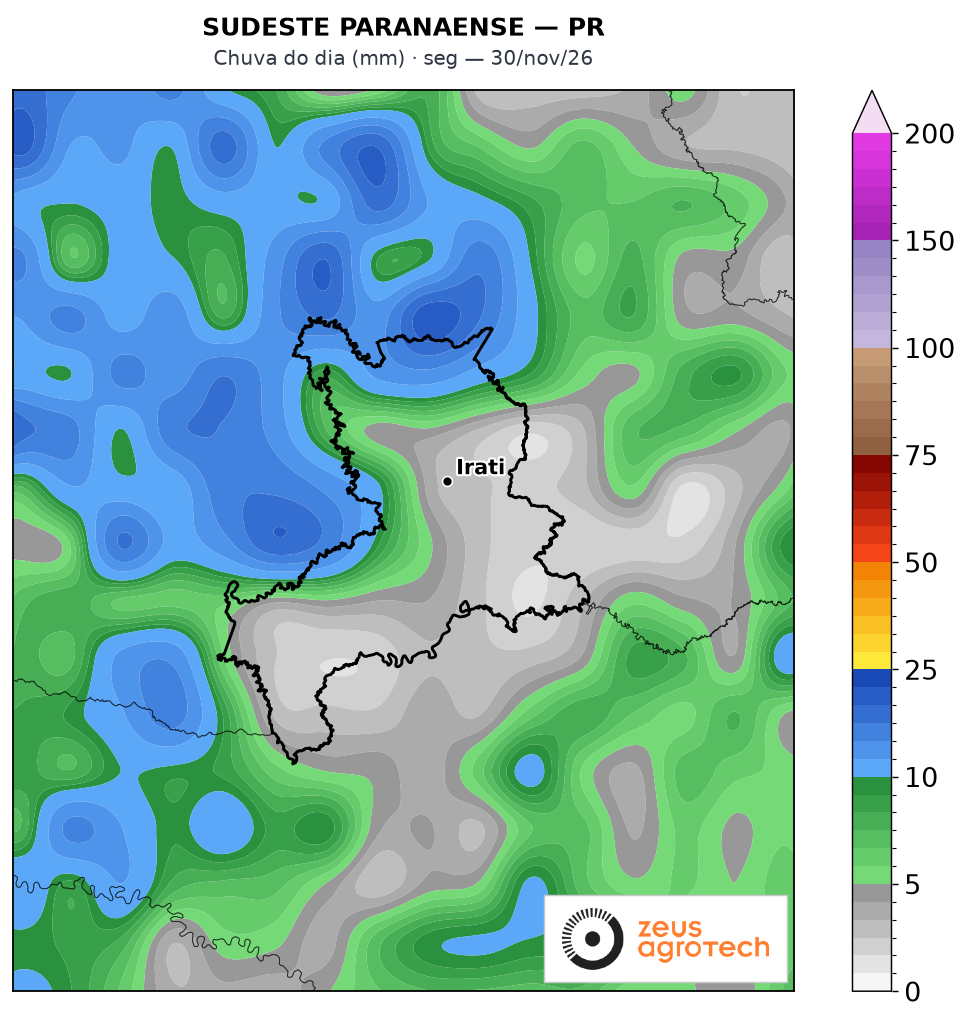 SUDESTE PARANAENSE — PR
Chuva do dia (mm) · seg — 30/nov/26
200
150
100
75
50
25
10
5
0
Irati
zeus
agrotech